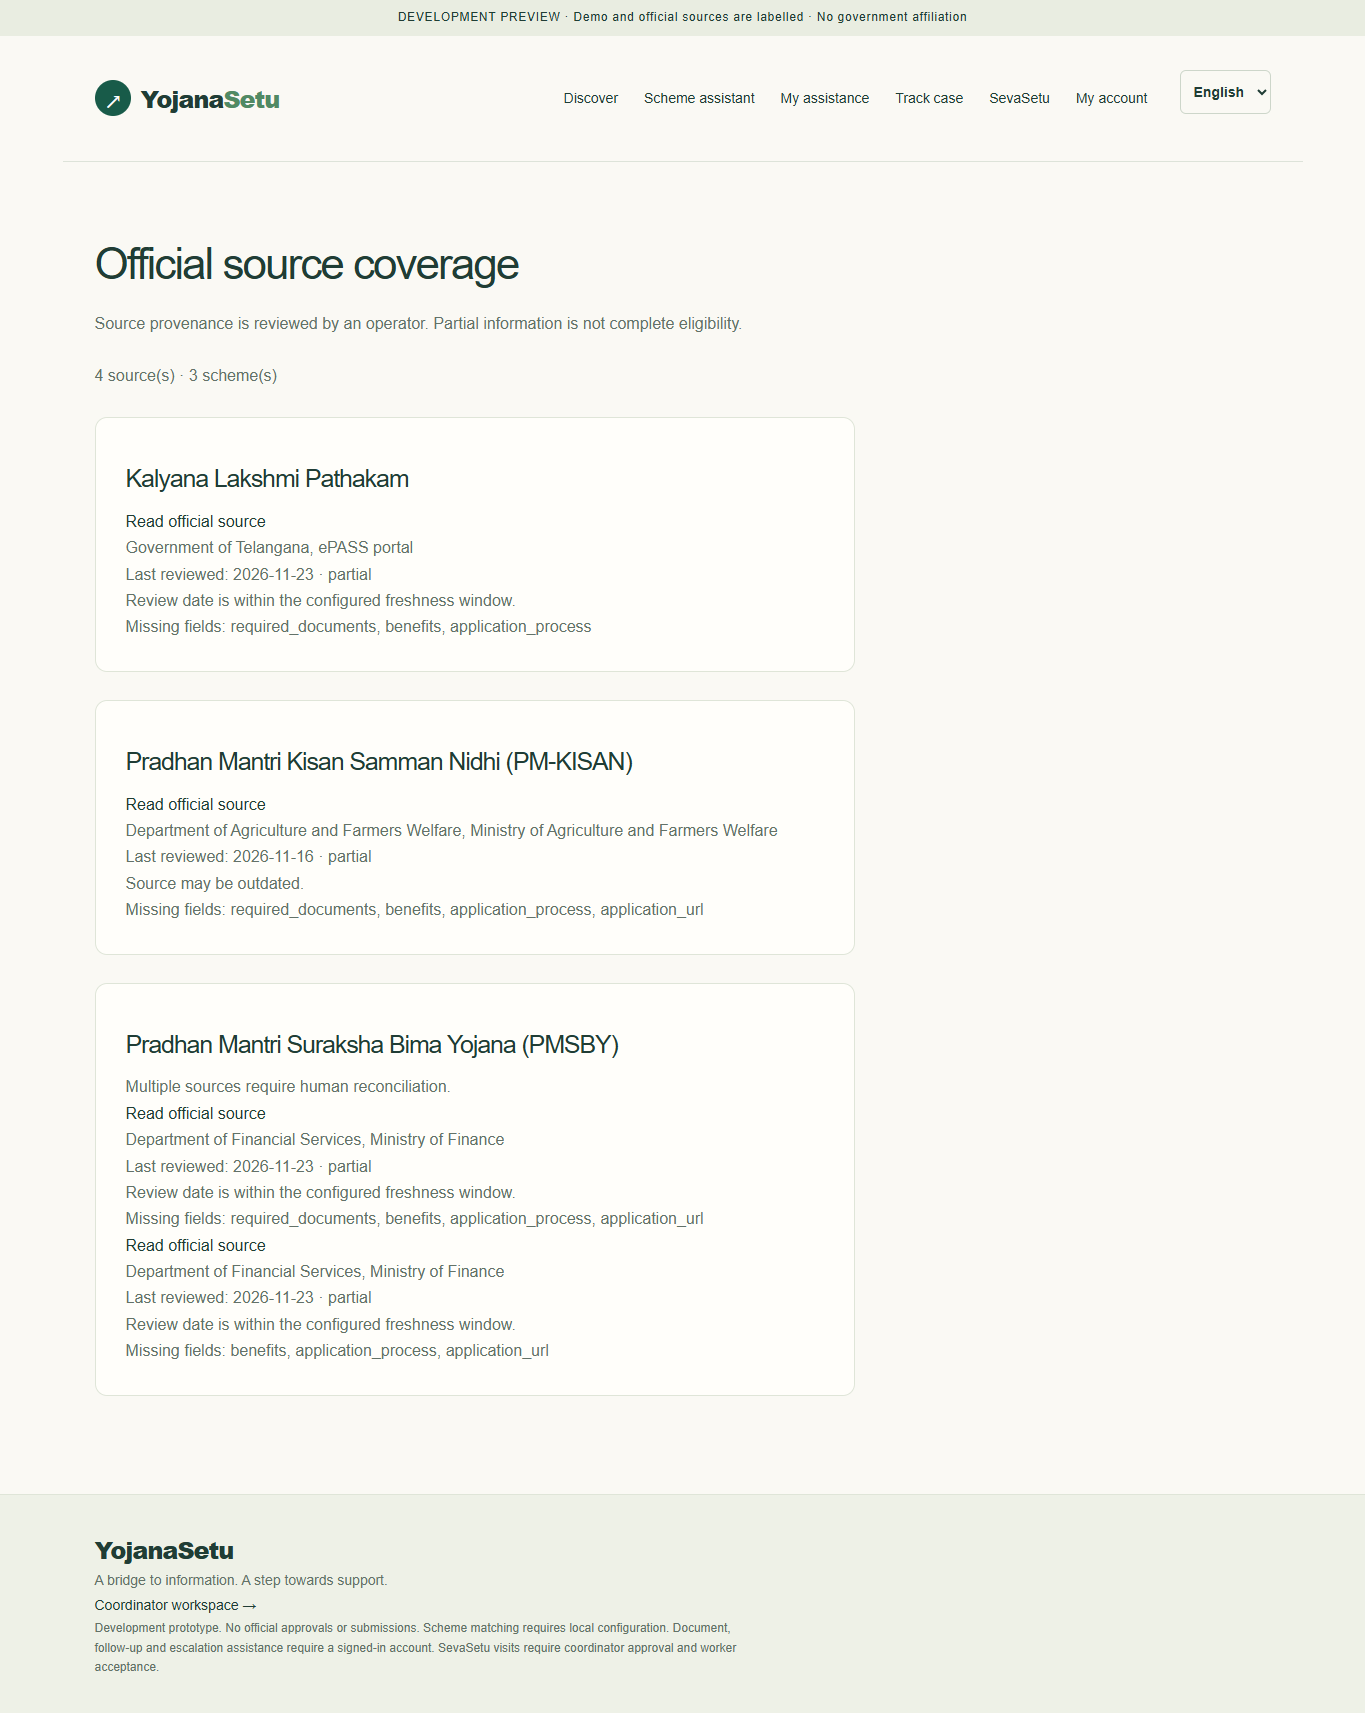 DEVELOPMENT PREVIEW · Demo and official sources are labelled · No government affiliation
YojanaSetu
Discover
Scheme assistant
My assistance
Track case
SevaSetu
My account
English
Official source coverage
Source provenance is reviewed by an operator. Partial information is not complete eligibility.
4 source(s) · 3 scheme(s)
Kalyana Lakshmi Pathakam
Read official source
Government of Telangana, ePASS portal
Last reviewed: 2026-11-23 · partial
Review date is within the configured freshness window.
Missing fields: required_documents, benefits, application_process
Pradhan Mantri Kisan Samman Nidhi (PM-KISAN)
Read official source
Department of Agriculture and Farmers Welfare, Ministry of Agriculture and Farmers Welfare
Last reviewed: 2026-11-16 · partial
Source may be outdated.
Missing fields: required_documents, benefits, application_process, application_url
Pradhan Mantri Suraksha Bima Yojana (PMSBY)
Multiple sources require human reconciliation.
Read official source
Department of Financial Services, Ministry of Finance
Last reviewed: 2026-11-23 · partial
Review date is within the configured freshness window.
Missing fields: required_documents, benefits, application_process, application_url
Read official source
Department of Financial Services, Ministry of Finance
Last reviewed: 2026-11-23 · partial
Review date is within the configured freshness window.
Missing fields: benefits, application_process, application_url
YojanaSetu
A bridge to information. A step towards support.
Coordinator workspace →
Development prototype. No official approvals or submissions. Scheme matching requires local configuration. Document,
follow-up and escalation assistance require a signed-in account. SevaSetu visits require coordinator approval and worker
acceptance.